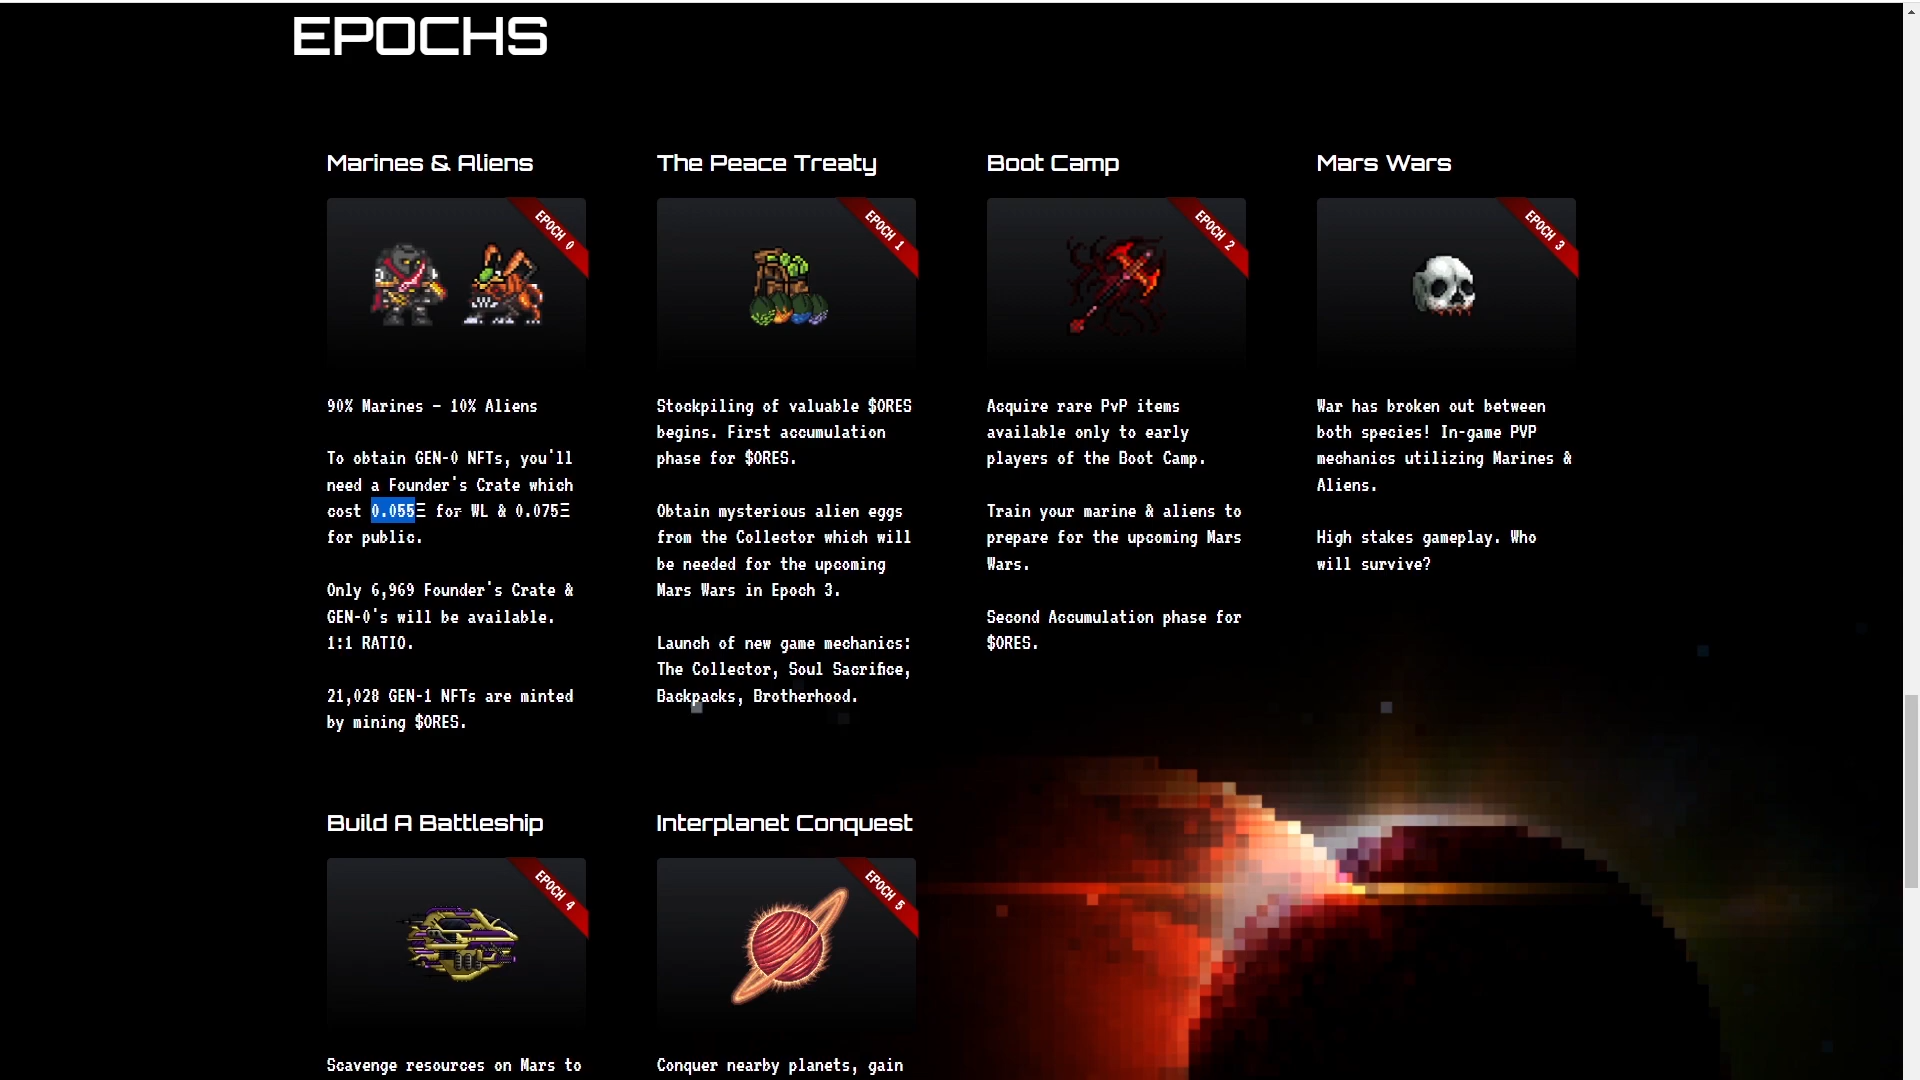 EPOCHS
Marines & Aliens
EPOCH 0
90% Marines – 10% Aliens
To obtain GEN-0 NFTs, you'll
need a Founder's Crate which
cost 0.055Ξ for WL & 0.075Ξ
for public.
Only 6,969 Founder's Crate &
GEN-0's will be available.
1:1 RATIO.
21,028 GEN-1 NFTs are minted
by mining $ORES.
The Peace Treaty
EPOCH 1
Stockpiling of valuable $ORES
begins. First accumulation
phase for $ORES.
Obtain mysterious alien eggs
from the Collector which will
be needed for the upcoming
Mars Wars in Epoch 3.
Launch of new game mechanics:
The Collector, Soul Sacrifice,
Backpacks, Brotherhood.
Boot Camp
EPOCH 2
Acquire rare PvP items
available only to early
players of the Boot Camp.
Train your marine & aliens to
prepare for the upcoming Mars
Wars.
Second Accumulation phase for
$ORES.
Mars Wars
EPOCH 3
War has broken out between
both species! In-game PVP
mechanics utilizing Marines &
Aliens.
High stakes gameplay. Who
will survive?
Build A Battleship
EPOCH 4
Scavenge resources on Mars to
Interplanet Conquest
EPOCH 5
Conquer nearby planets, gain